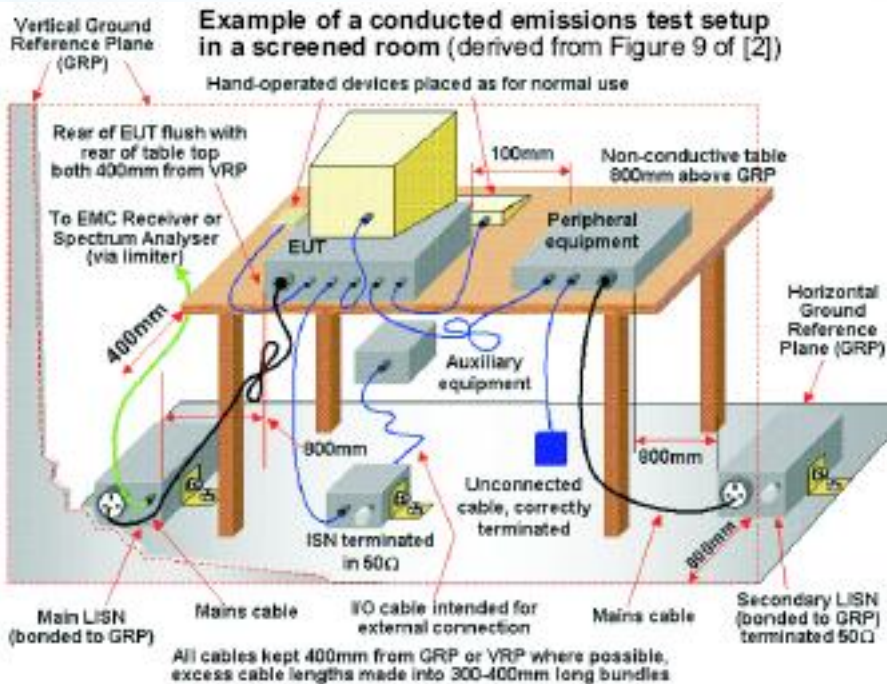 Example of a conducted emissions test setup
in a screened room (derived from Figure 9 of [2])
Vertical Ground
Reference Plane
(GRP)
Hand-operated devices placed as for normal use
Rear of EUT flush with
rear of table top
both 400mm from VRP
100mm
Non-conductive table
800mm above GRP
To EMC Receiver or
Spectrum Analyser
(via limiter)
EUT
Peripheral
equipment
Horizontal
Ground
Reference
Plane (GRP)
400mm
Auxiliary
equipment
800mm
800mm
Unconnected
cable, correctly
terminated
ISN terminated
in 50Ω
800mm
Main LISN
(bonded to GRP)
Mains cable
I/O cable intended for
external connection
Mains cable
Secondary LISN
(bonded to GRP)
terminated 50Ω
All cables kept 400mm from GRP or VRP where possible,
excess cable lengths made into 300-400mm long bundles